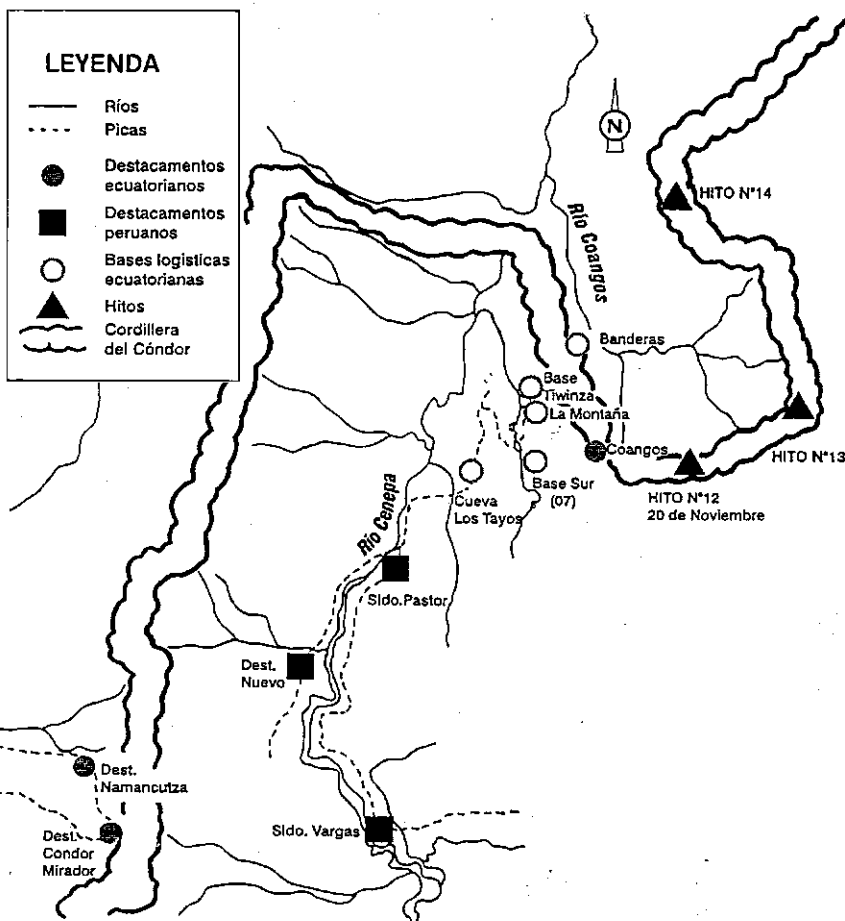 LEYENDA
Ríos
Picas
Destacamentos
ecuatorianos
Destacamentos
peruanos
Bases logísticas
ecuatorianas
Hitos
Cordillera
del Cóndor
N
HITO N°14
Río Coangos
Banderas
Base
Tiwinza
La Montaña
Coangos
HITO N°13
Base Sur
(07)
HITO N°12
20 de Noviembre
Cueva
Los Tayos
Río Cenepa
Sldo.Pastor
Dest.
Nuevo
Dest.
Namancuiza
Sldo. Vargas
Dest.
Condor
Mirador